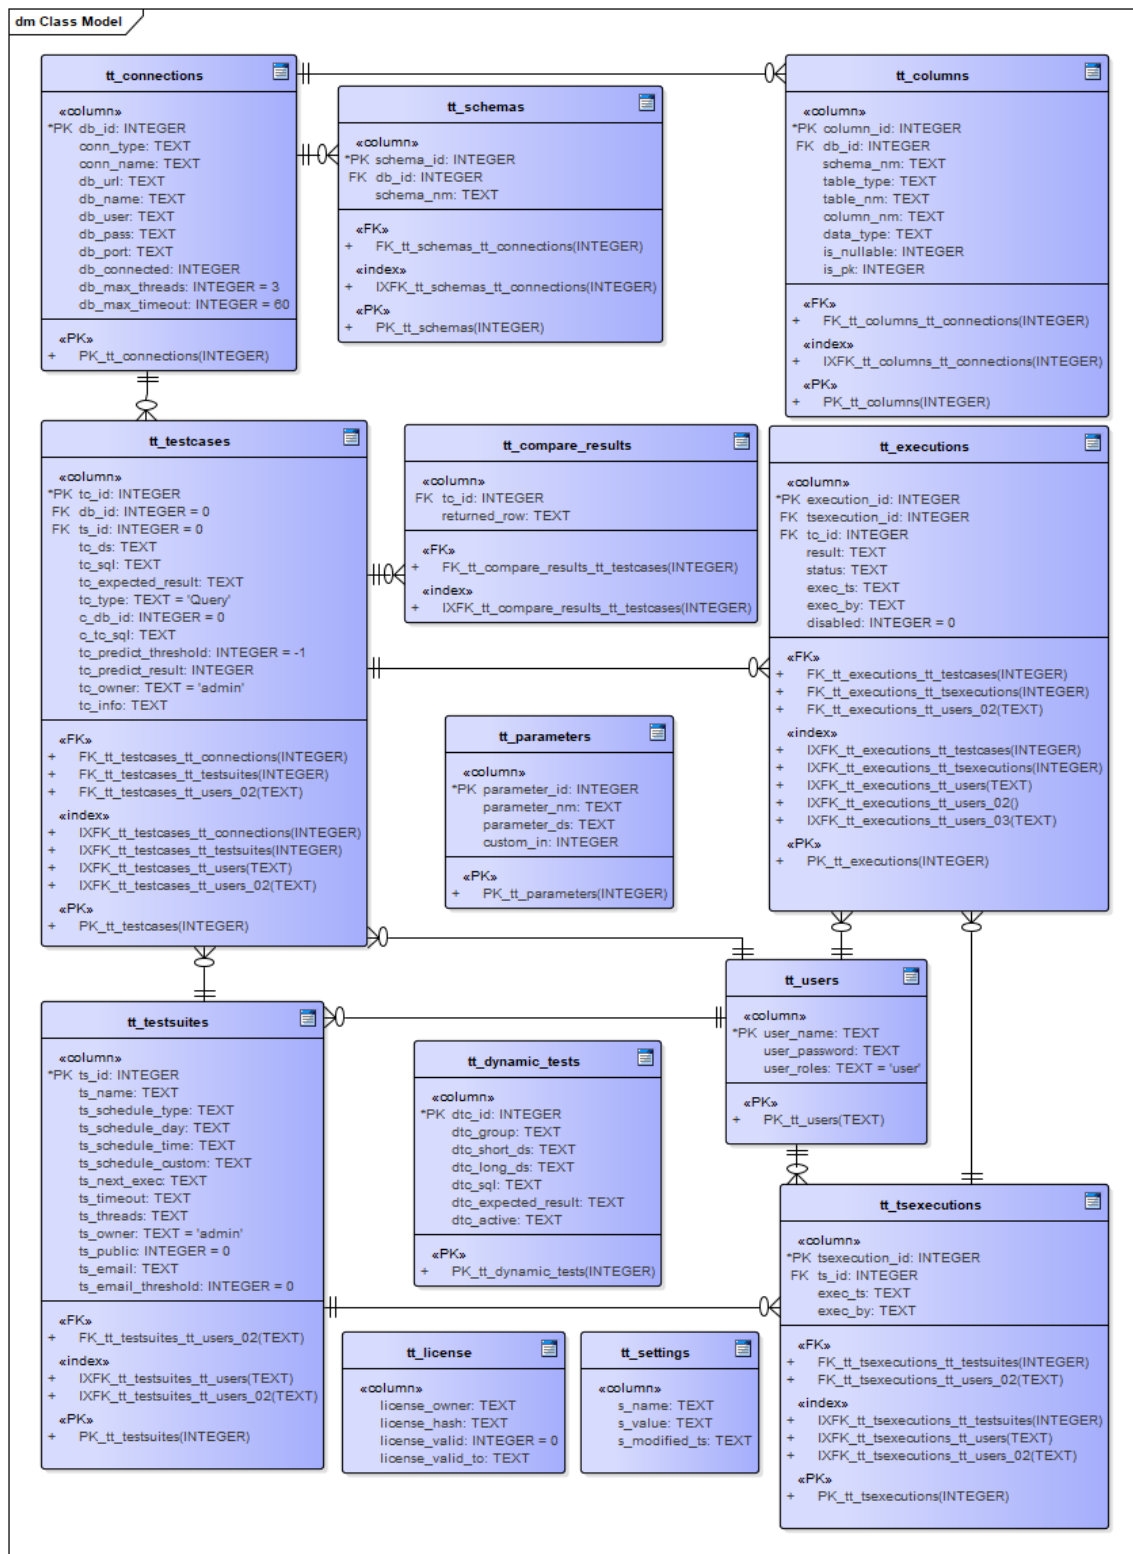 dm Class Model
tt_connections
«column»
*PK db_id: INTEGER
conn_type: TEXT
conn_name: TEXT
db_url: TEXT
db_name: TEXT
db_user: TEXT
db_pass: TEXT
db_port: TEXT
db_connected: INTEGER
db_max_threads: INTEGER = 3
db_max_timeout: INTEGER = 60
«PK»
+ PK_tt_connections(INTEGER)
tt_schemas
«column»
*PK schema_id: INTEGER
FK db_id: INTEGER
schema_nm: TEXT
«FK»
+ FK_tt_schemas_tt_connections(INTEGER)
«index»
+ IXFK_tt_schemas_tt_connections(INTEGER)
«PK»
+ PK_tt_schemas(INTEGER)
tt_columns
«column»
*PK column_id: INTEGER
FK db_id: INTEGER
schema_nm: TEXT
table_type: TEXT
table_nm: TEXT
column_nm: TEXT
data_type: TEXT
is_nullable: INTEGER
is_pk: INTEGER
«FK»
+ FK_tt_columns_tt_connections(INTEGER)
«index»
+ IXFK_tt_columns_tt_connections(INTEGER)
«PK»
+ PK_tt_columns(INTEGER)
tt_testcases
«column»
*PK tc_id: INTEGER
FK db_id: INTEGER = 0
FK ts_id: INTEGER = 0
tc_ds: TEXT
tc_sql: TEXT
tc_expected_result: TEXT
tc_type: TEXT = 'Query'
c_db_id: INTEGER = 0
c_tc_sql: TEXT
tc_predict_threshold: INTEGER = -1
tc_predict_result: INTEGER
tc_owner: TEXT = 'admin'
tc_info: TEXT
«FK»
+ FK_tt_testcases_tt_connections(INTEGER)
+ FK_tt_testcases_tt_testsuites(INTEGER)
+ FK_tt_testcases_tt_users_02(TEXT)
«index»
+ IXFK_tt_testcases_tt_connections(INTEGER)
+ IXFK_tt_testcases_tt_testsuites(INTEGER)
+ IXFK_tt_testcases_tt_users(TEXT)
+ IXFK_tt_testcases_tt_users_02(TEXT)
«PK»
+ PK_tt_testcases(INTEGER)
tt_compare_results
«column»
FK tc_id: INTEGER
returned_row: TEXT
«FK»
+ FK_tt_compare_results_tt_testcases(INTEGER)
«index»
+ IXFK_tt_compare_results_tt_testcases(INTEGER)
tt_executions
«column»
*PK execution_id: INTEGER
FK tsexecution_id: INTEGER
FK tc_id: INTEGER
result: TEXT
status: TEXT
exec_ts: TEXT
exec_by: TEXT
disabled: INTEGER = 0
«FK»
+ FK_tt_executions_tt_testcases(INTEGER)
+ FK_tt_executions_tt_tsexecutions(INTEGER)
+ FK_tt_executions_tt_users_02(TEXT)
«index»
+ IXFK_tt_executions_tt_testcases(INTEGER)
+ IXFK_tt_executions_tt_tsexecutions(INTEGER)
+ IXFK_tt_executions_tt_users(TEXT)
+ IXFK_tt_executions_tt_users_02()
+ IXFK_tt_executions_tt_users_03(TEXT)
«PK»
+ PK_tt_executions(INTEGER)
tt_parameters
«column»
*PK parameter_id: INTEGER
parameter_nm: TEXT
parameter_ds: TEXT
custom_in: INTEGER
«PK»
+ PK_tt_parameters(INTEGER)
tt_users
«column»
*PK user_name: TEXT
user_password: TEXT
user_roles: TEXT = 'user'
«PK»
+ PK_tt_users(TEXT)
tt_testsuites
«column»
*PK ts_id: INTEGER
ts_name: TEXT
ts_schedule_type: TEXT
ts_schedule_day: TEXT
ts_schedule_time: TEXT
ts_schedule_custom: TEXT
ts_next_exec: TEXT
ts_timeout: TEXT
ts_threads: TEXT
ts_owner: TEXT = 'admin'
ts_public: INTEGER = 0
ts_email: TEXT
ts_email_threshold: INTEGER = 0
«FK»
+ FK_tt_testsuites_tt_users_02(TEXT)
«index»
+ IXFK_tt_testsuites_tt_users(TEXT)
+ IXFK_tt_testsuites_tt_users_02(TEXT)
«PK»
+ PK_tt_testsuites(INTEGER)
tt_dynamic_tests
«column»
*PK dtc_id: INTEGER
dtc_group: TEXT
dtc_short_ds: TEXT
dtc_long_ds: TEXT
dtc_sql: TEXT
dtc_expected_result: TEXT
dtc_active: TEXT
«PK»
+ PK_tt_dynamic_tests(INTEGER)
tt_tsexecutions
«column»
*PK tsexecution_id: INTEGER
FK ts_id: INTEGER
exec_ts: TEXT
exec_by: TEXT
«FK»
+ FK_tt_tsexecutions_tt_testsuites(INTEGER)
+ FK_tt_tsexecutions_tt_users_02(TEXT)
«index»
+ IXFK_tt_tsexecutions_tt_testsuites(INTEGER)
+ IXFK_tt_tsexecutions_tt_users(TEXT)
+ IXFK_tt_tsexecutions_tt_users_02(TEXT)
«PK»
+ PK_tt_tsexecutions(INTEGER)
tt_license
«column»
license_owner: TEXT
license_hash: TEXT
license_valid: INTEGER = 0
license_valid_to: TEXT
tt_settings
«column»
s_name: TEXT
s_value: TEXT
s_modified_ts: TEXT